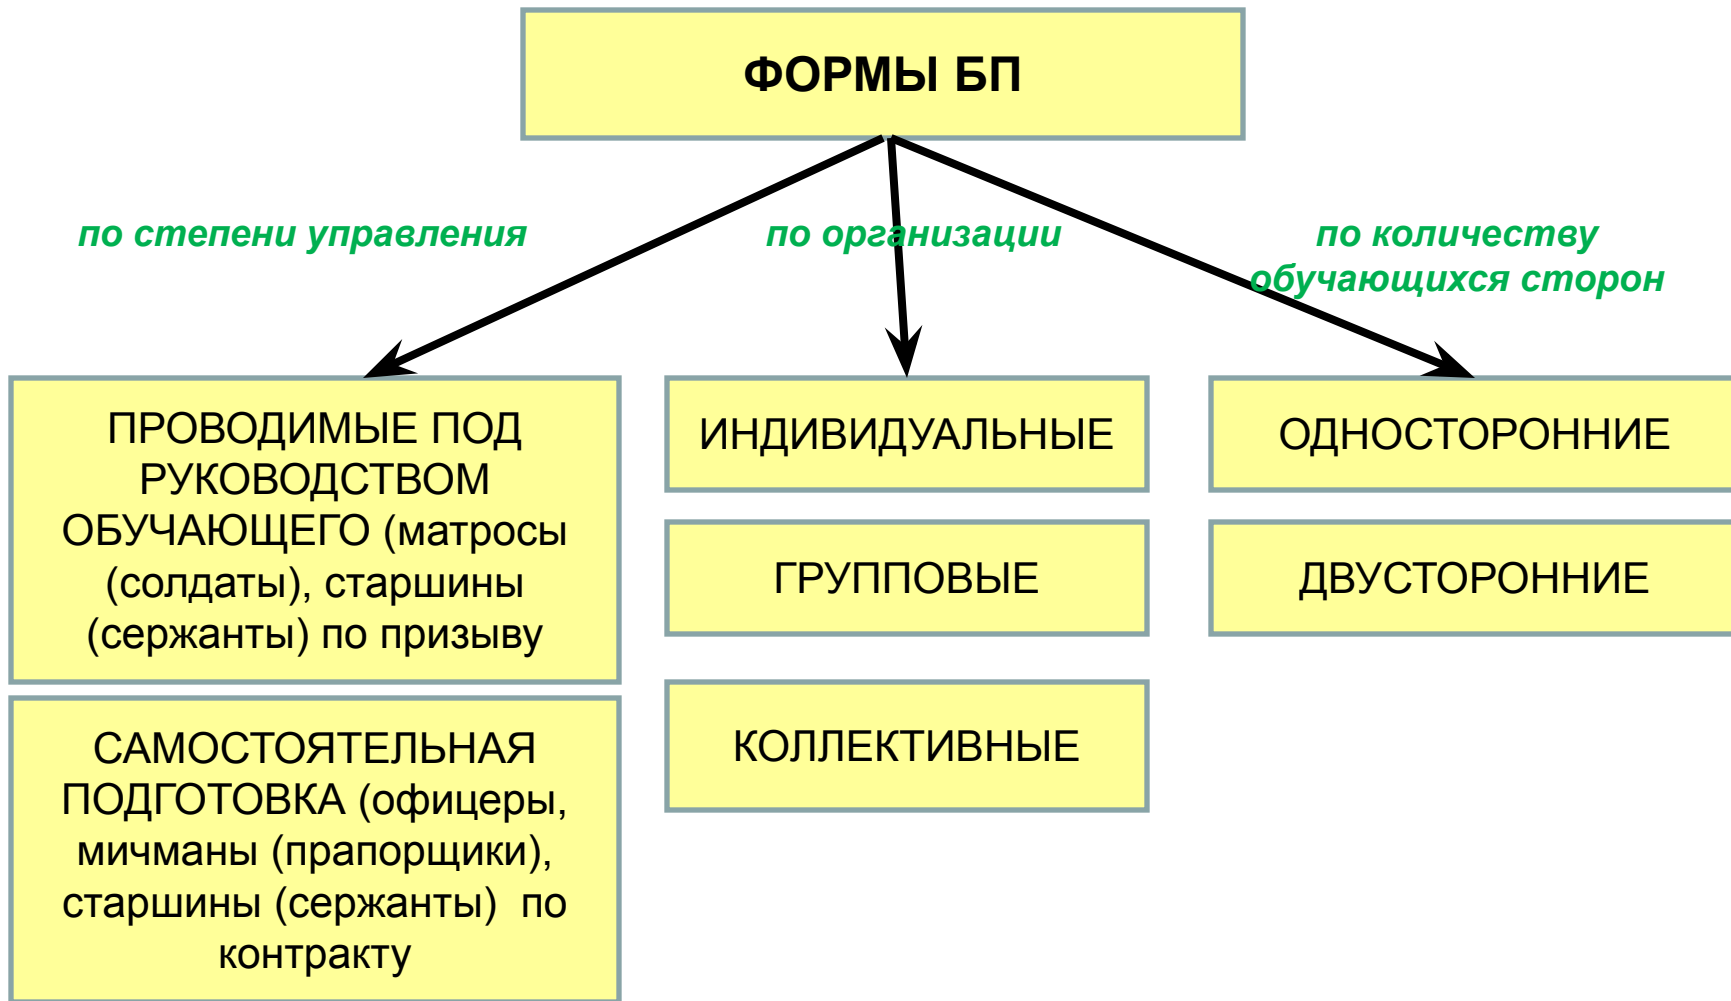 ФОРМЫ БП
по степени управления
по организации
по количеству
обучающихся сторон
ПРОВОДИМЫЕ ПОД
РУКОВОДСТВОМ
ОБУЧАЮЩЕГО (матросы
(солдаты), старшины
(сержанты) по призыву
САМОСТОЯТЕЛЬНАЯ
ПОДГОТОВКА (офицеры,
мичманы (прапорщики),
старшины (сержанты)  по
контракту
ИНДИВИДУАЛЬНЫЕ
ГРУППОВЫЕ
КОЛЛЕКТИВНЫЕ
ОДНОСТОРОННИЕ
ДВУСТОРОННИЕ